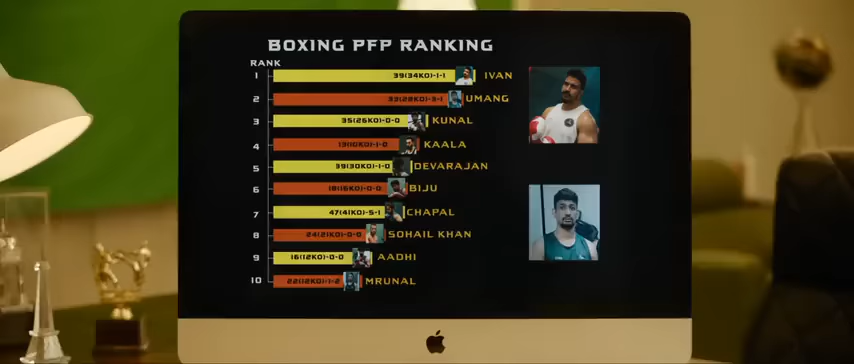 BOXING PFP RANKING
RANK
1 39(34KO)-1-1 IVAN
2 33(28KO)-3-1 UMANG
3 35(26KO)-0-0 KUNAL
4 13(10KO)-1-0 KAALA
5 39(30KO)-1-0 DEVARAJAN
6 18(16KO)-0-0 BIJU
7 47(41KO)-5-1 CHAPAL
8 24(21KO)-0-0 SOHAIL KHAN
9 16(12KO)-0-0 AADHI
10 22(12KO)-1-2 MRUNAL